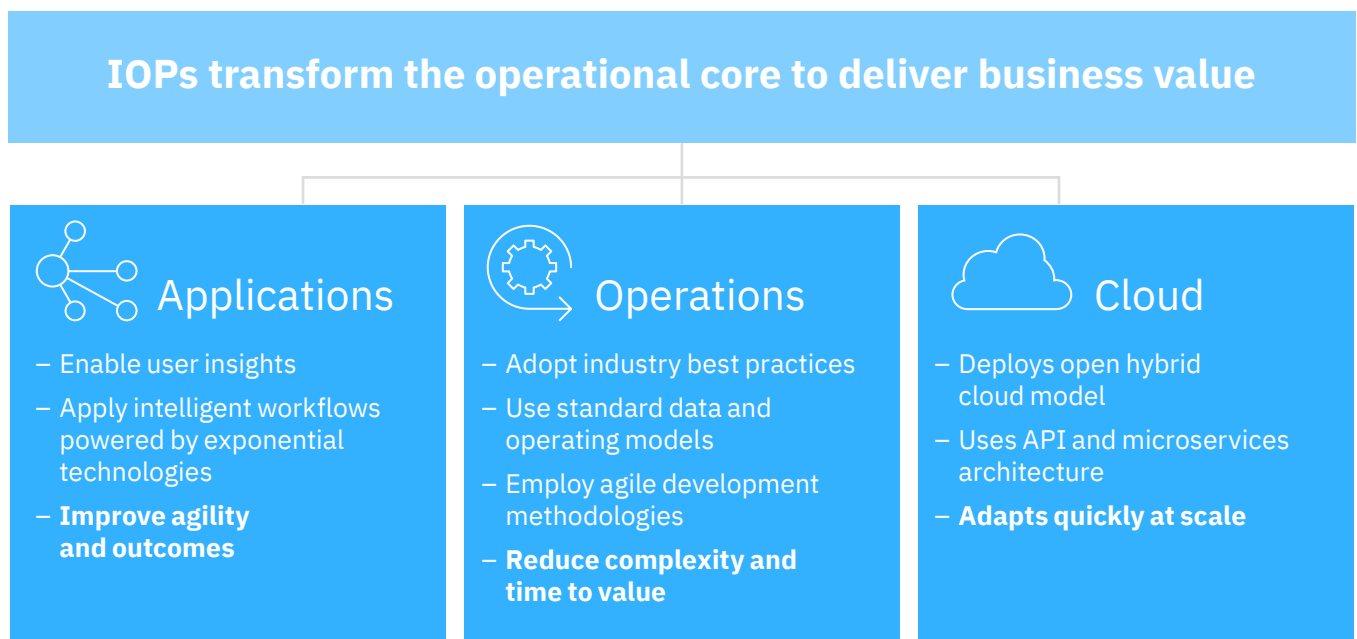 IOPs transform the operational core to deliver business value
Applications
– Enable user insights
– Apply intelligent workflows
powered by exponential
technologies
– Improve agility
and outcomes
Operations
– Adopt industry best practices
– Use standard data and
operating models
– Employ agile development
methodologies
– Reduce complexity and
time to value
Cloud
– Deploys open hybrid
cloud model
– Uses API and microservices
architecture
– Adapts quickly at scale